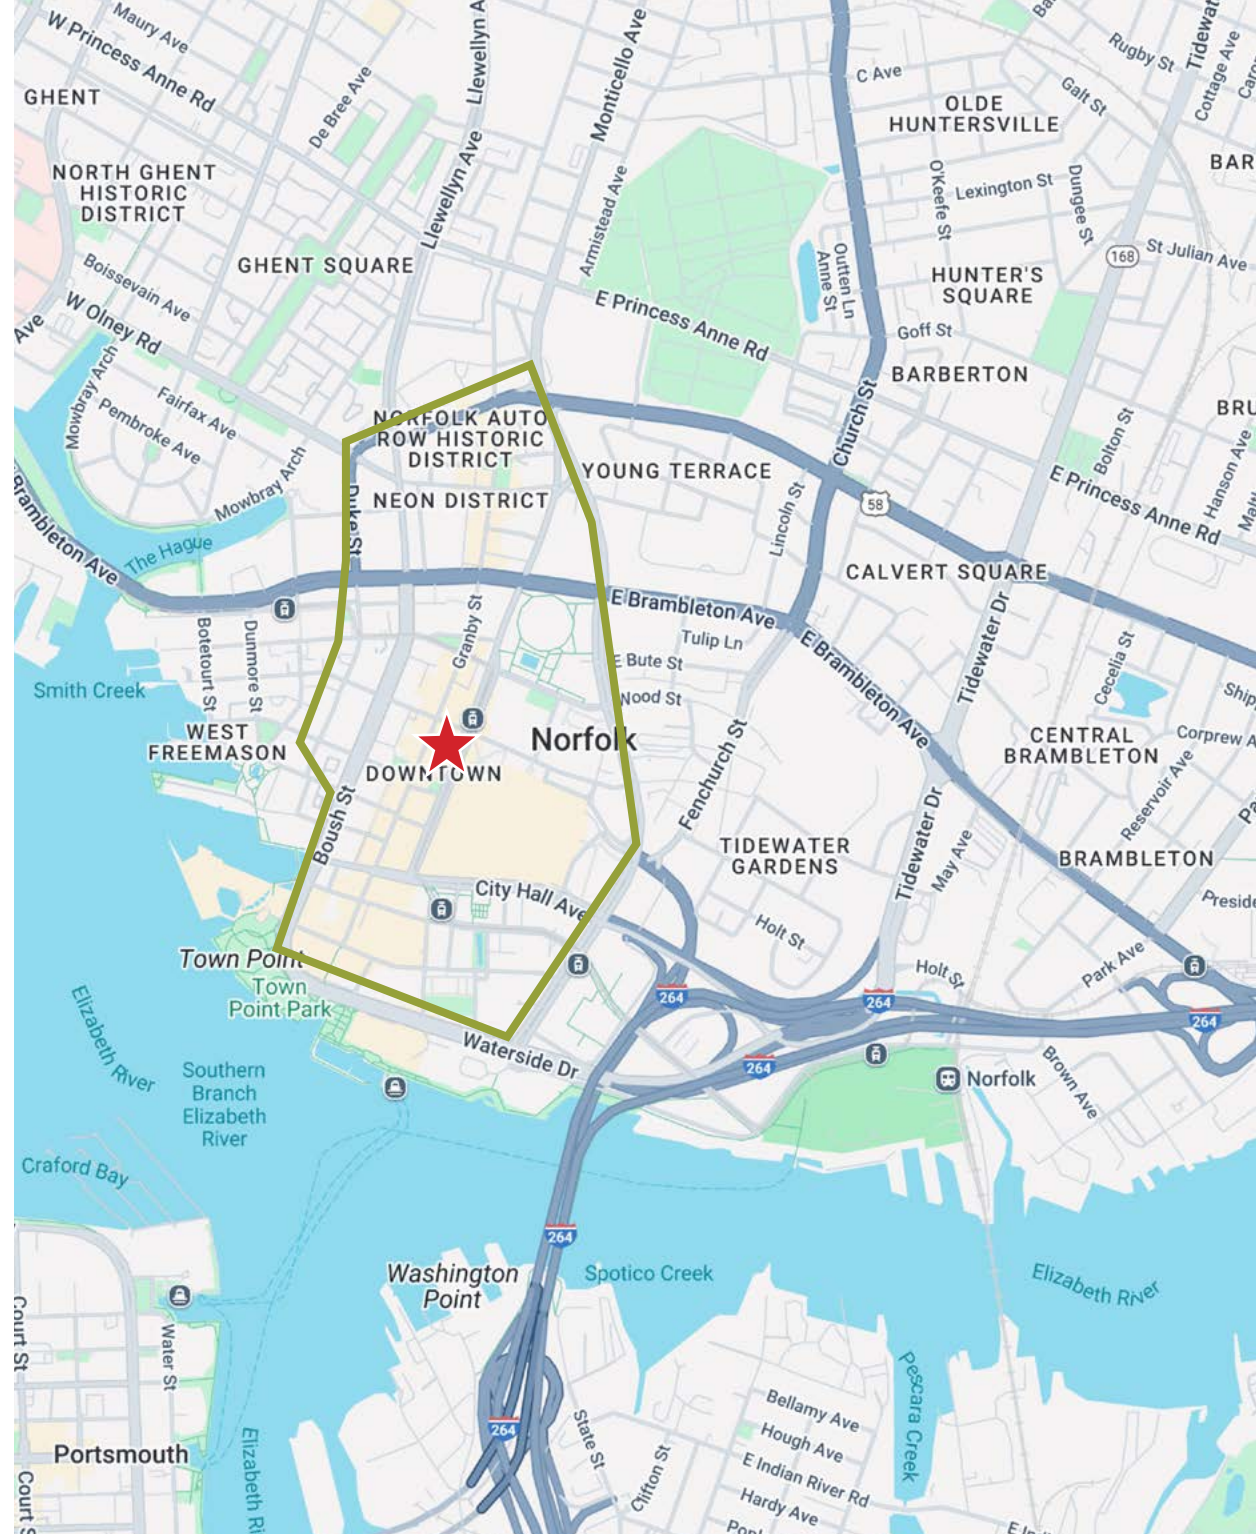 Maury Ave
W Princess Anne Rd
GHENT
De Bree Ave
Llewellyn A
Llewellyn Ave
Monticello Ave
Armistead Ave
C Ave
OLDE
HUNTERSVILLE
Rugby St
Galt St
Tidewat
Cottage Ave
BAR
O'Keefe St
Lexington St
Dungee St
168
St Julian Ave
NORTH GHENT
HISTORIC
DISTRICT
GHENT SQUARE
Boissevain Ave
W Olney Rd
Ave
Outten Ln
Anne St
HUNTER'S
SQUARE
E Princess Anne Rd
Goff St
BARBERTON
Mowbray Arch
Fairfax Ave
Pembroke Ave
Mowbray Arch
NORFOLK AUTO
ROW HISTORIC
DISTRICT
NEON DISTRICT
Duke St
YOUNG TERRACE
Church St
Lincoln St
58
Bolton St
BRU
Hanson Ave
E Princess Anne Rd
Brambleton Ave
The Hague
CALVERT SQUARE
E Brambleton Ave
Tulip Ln
E Bute St
Wood St
E Brambleton Ave
Tidewater Dr
Cecelia St
Ship
Botetourt St
Dunmore St
Granby St
Smith Creek
WEST
FREEMASON
Norfolk
DOWNTOWN
Fenchurch St
CENTRAL
BRAMBLETON
Corprew A
Reservoir Ave
Boush St
TIDEWATER
GARDENS
Tidewater Dr
May Ave
BRAMBLETON
Preside
City Hall Ave
Holt St
Holt St
Park Ave
Town Point
Town
Point Park
264
264
264
264
Waterside Dr
Elizabeth River
Southern
Branch
Elizabeth
River
Norfolk
Brown Ave
Craford Bay
264
Washington
Point
Spotico Creek
Elizabeth River
Court St
Water St
Pescara Creek
264
Portsmouth
Elizabeth Ri
Court S
State St
Clifton St
Bellamy Ave
Hough Ave
E Indian River Rd
Hardy Ave